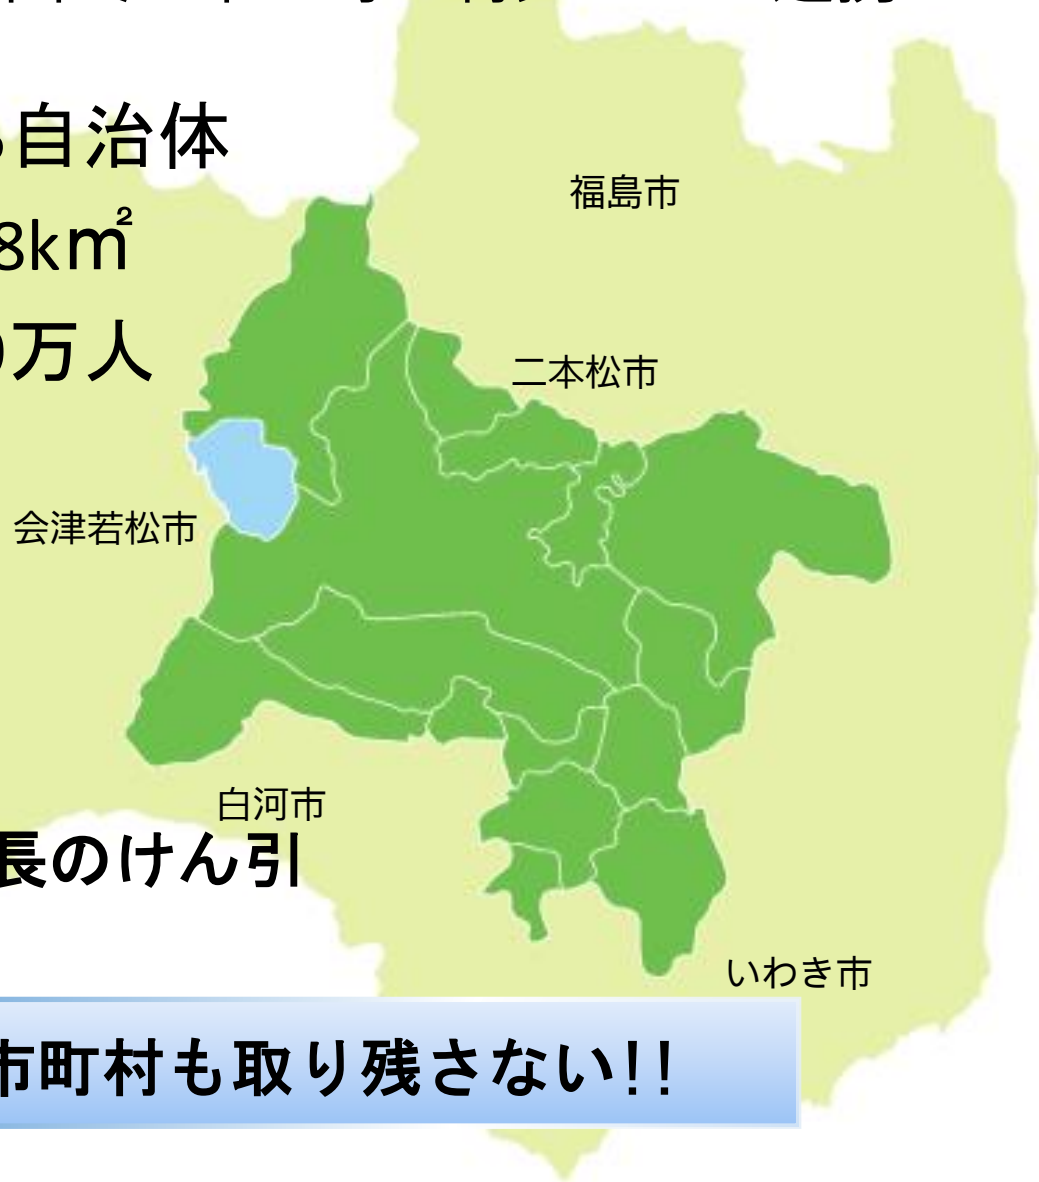 自治体
福島市
8k㎡
万人
二本松市
会津若松市
白河市
長のけん引
いわき市
市町村も取り残さない!!